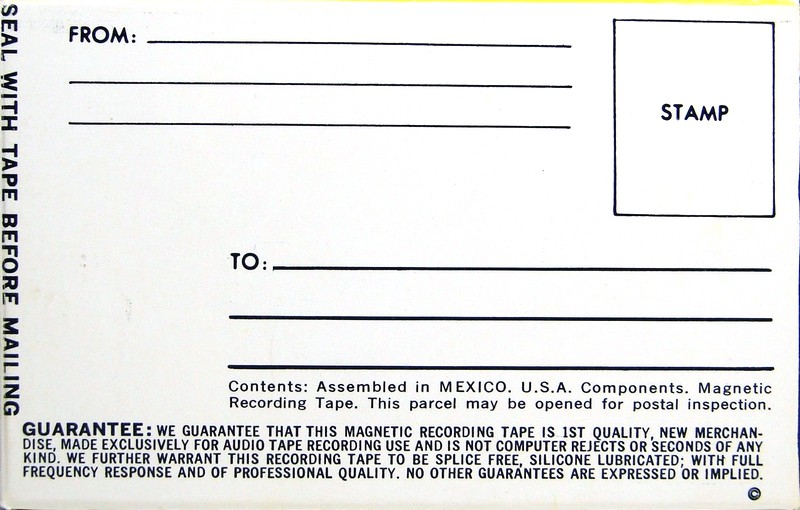 SEAL WITH TAPE BEFORE MAILING
FROM:
STAMP
TO:
Contents: Assembled in MEXICO. U.S.A. Components. Magnetic
Recording Tape. This parcel may be opened for postal inspection.
GUARANTEE: WE GUARANTEE THAT THIS MAGNETIC RECORDING TAPE IS 1ST QUALITY, NEW MERCHAN-
DISE, MADE EXCLUSIVELY FOR AUDIO TAPE RECORDING USE AND IS NOT COMPUTER REJECTS OR SECONDS OF ANY
KIND. WE FURTHER WARRANT THIS RECORDING TAPE TO BE SPLICE FREE, SILICONE LUBRICATED; WITH FULL
FREQUENCY RESPONSE AND OF PROFESSIONAL QUALITY. NO OTHER GUARANTEES ARE EXPRESSED OR IMPLIED.
©